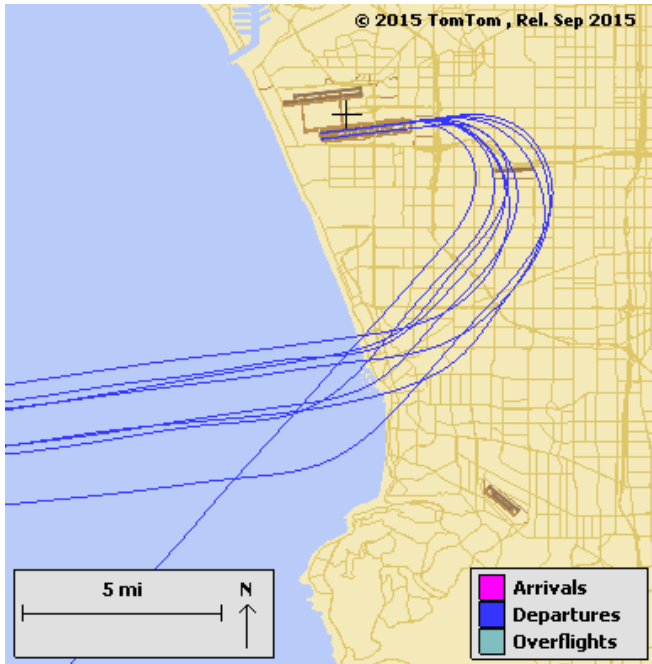 © 2015 TomTom , Rel. Sep 2015
5 mi
N
Arrivals
Departures
Overflights